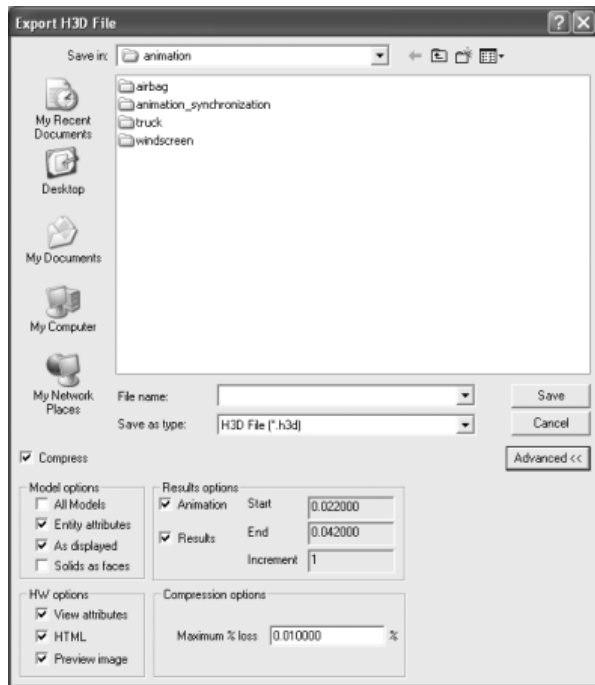 Export H3D File
Save in: animation
airbag
animation_synchronization
truck
windscreen
My Recent
Documents
Desktop
My Documents
My Computer
My Network
Places
File name:
Save
Save as type: H3D File (*.h3d)
Cancel
Compress
Advanced <<
Model options
All Models
Entity attributes
As displayed
Solids as faces
Results options
Animation Start 0.022000
Results End 0.042000
Increment 1
HW options
View attributes
HTML
Preview image
Compression options
Maximum % loss 0.010000 %